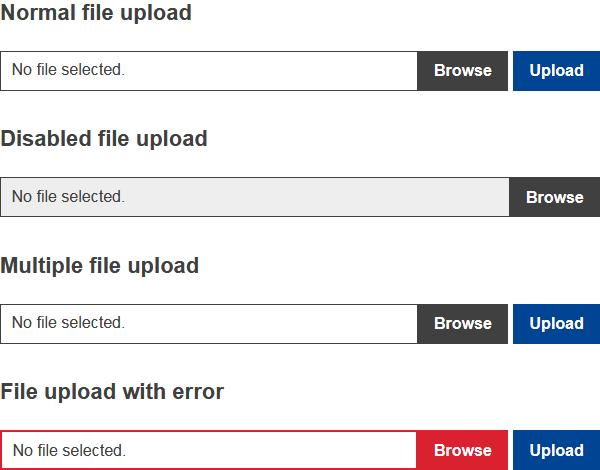 Normal file upload
No file selected. Browse Upload
Disabled file upload
No file selected. Browse
Multiple file upload
No file selected. Browse Upload
File upload with error
No file selected. Browse Upload